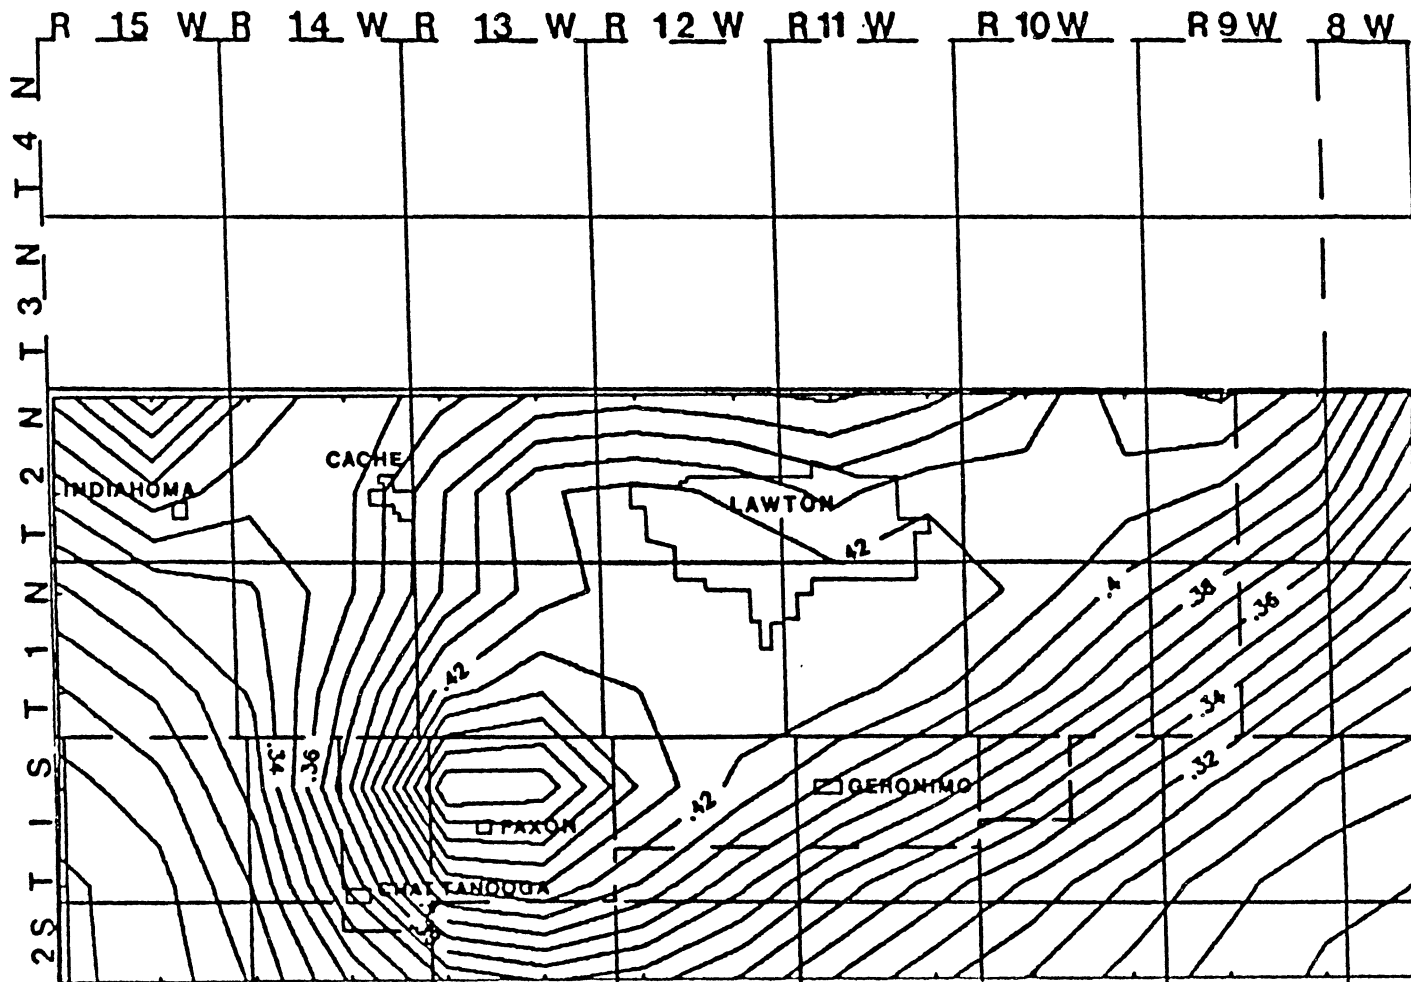 R 15 W R 14 W R 13 W R 12 W R 11 W R 10 W R 9 W 8 W
T 4 N
T 3 N
T 2 N
CACHE
INDIAHOMA
LAWTON
.42
.4
.38
.36
T 1 N
.42
.34
.34
.36
.32
T 1 S
.42
GERONIMO
PAXON
CHATTANOOGA
2S